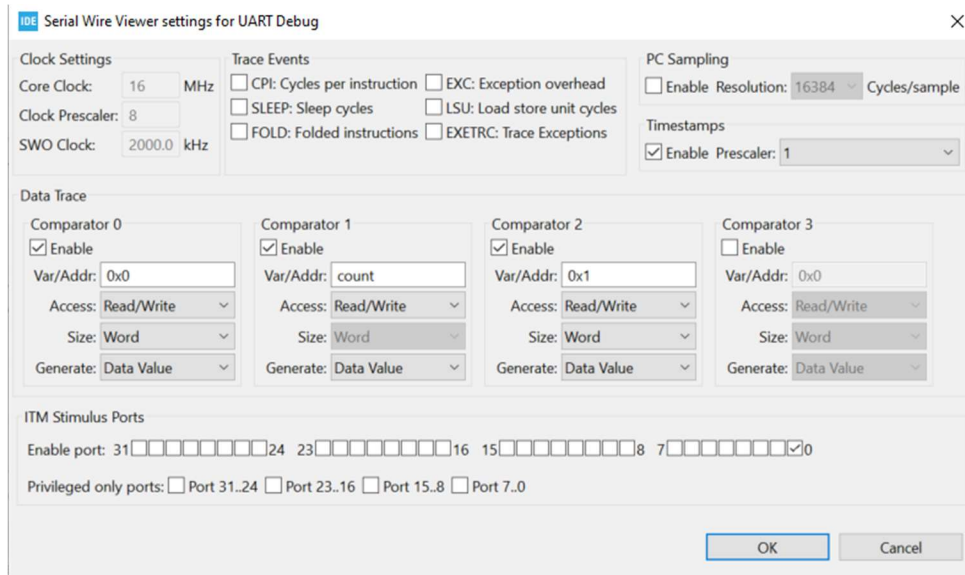 IDE Serial Wire Viewer settings for UART Debug
Clock Settings
Core Clock: 16 MHz
Clock Prescaler: 8
SWO Clock: 2000.0 kHz
Trace Events
CPI: Cycles per instruction EXC: Exception overhead
SLEEP: Sleep cycles LSU: Load store unit cycles
FOLD: Folded instructions EXETRC: Trace Exceptions
PC Sampling
Enable Resolution: 16384 Cycles/sample
Timestamps
Enable Prescaler: 1
Data Trace
Comparator 0
Enable
Var/Addr: 0x0
Access: Read/Write
Size: Word
Generate: Data Value
Comparator 1
Enable
Var/Addr: count
Access: Read/Write
Size: Word
Generate: Data Value
Comparator 2
Enable
Var/Addr: 0x1
Access: Read/Write
Size: Word
Generate: Data Value
Comparator 3
Enable
Var/Addr: 0x0
Access: Read/Write
Size: Word
Generate: Data Value
ITM Stimulus Ports
Enable port: 31 24 23 16 15 8 7 0
Privileged only ports: Port 31..24 Port 23..16 Port 15..8 Port 7..0
OK Cancel